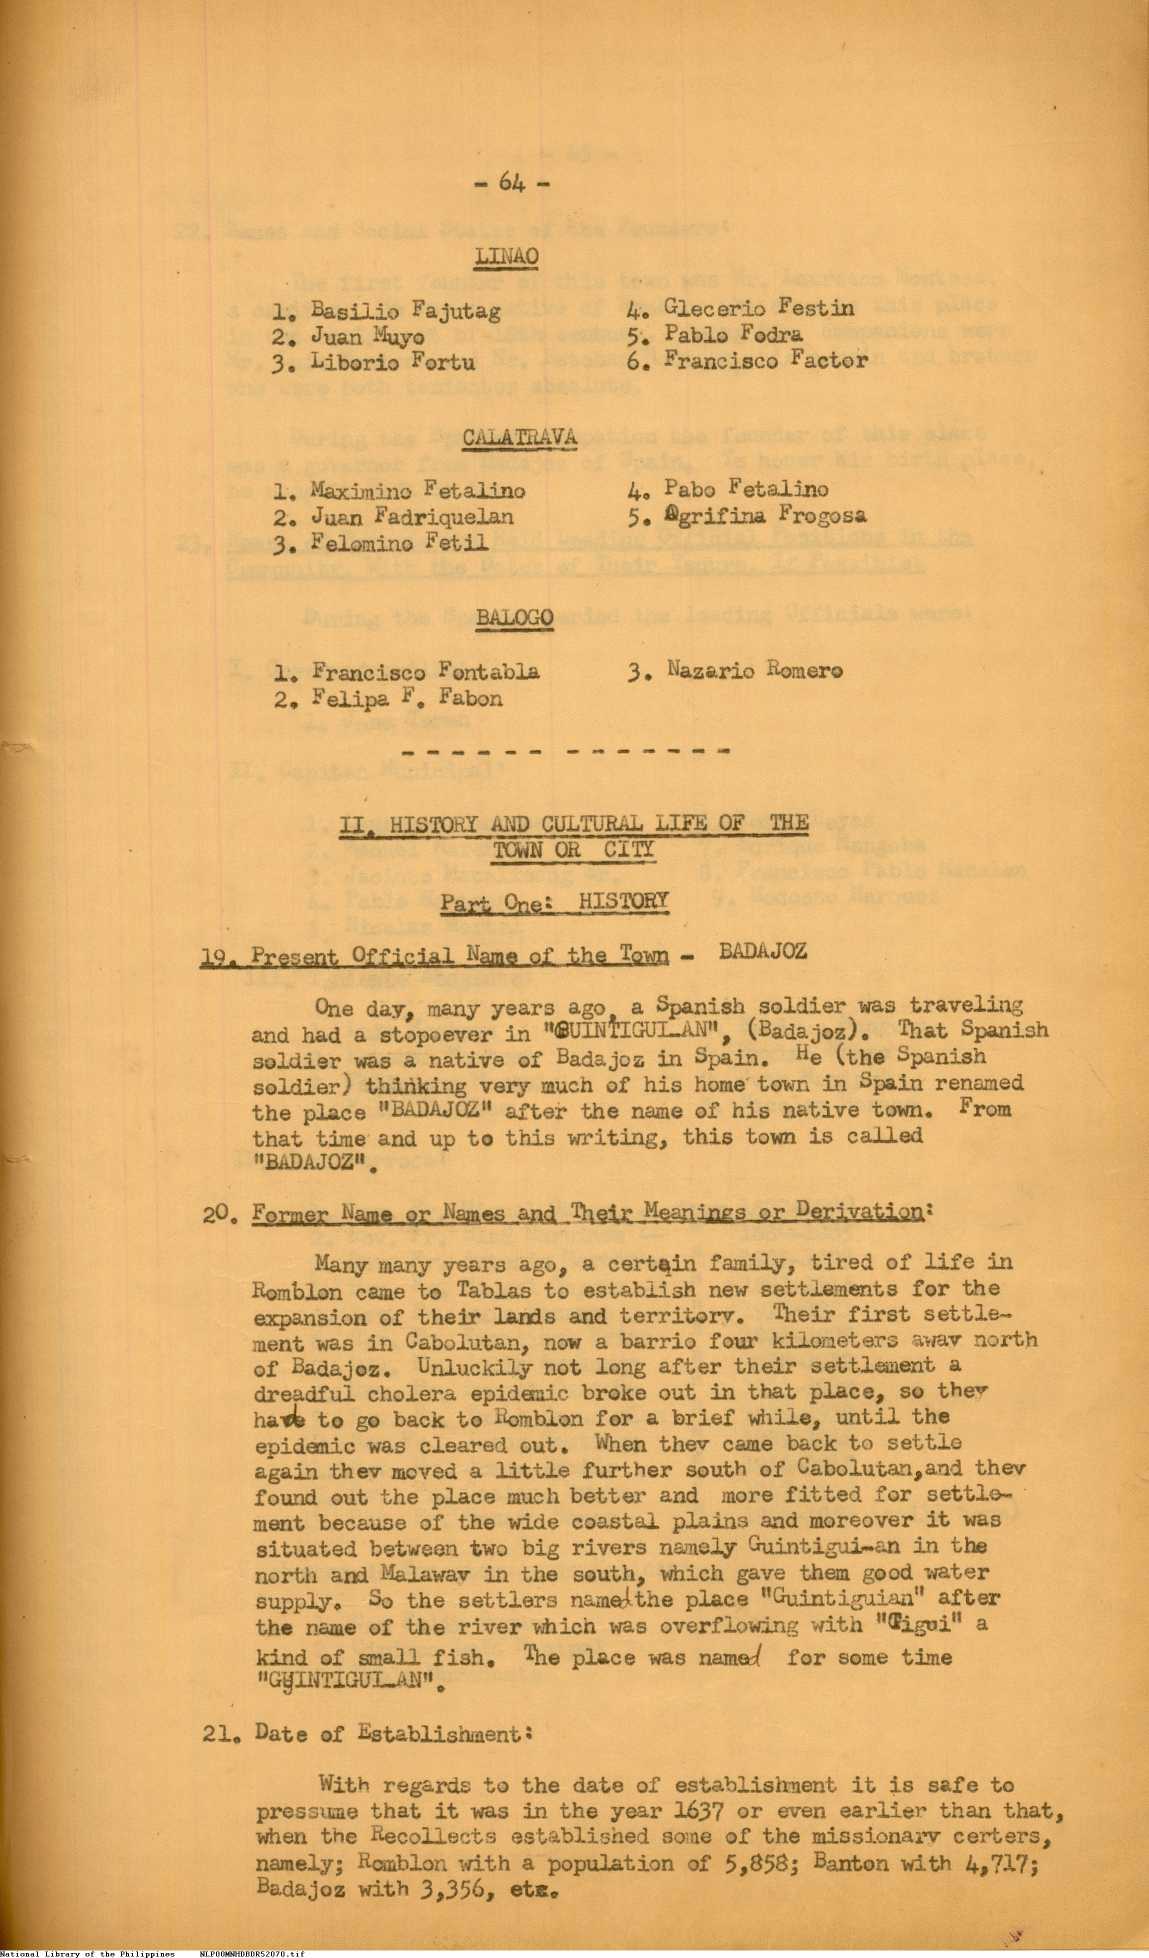 - 64 -
LINAO
1. Basilio Fajutag 4. Glecerio Festin
2. Juan Muyo 5. Pablo Fodra
3. Liborio Fortu 6. Francisco Factor
CALATRAVA
1. Maximino Fetalino 4. Pabo Fetalino
2. Juan Fadriquelan 5. Agrifina Frogosa
3. Felomino Fetil
BALOGO
1. Francisco Fontabla 3. Nazario Romero
2. Felipa F. Fabon
- - - - - - - - - - - - -
II. HISTORY AND CULTURAL LIFE OF THE
TOWN OR CITY
Part One: HISTORY
19. Present Official Name of the Town - BADAJOZ
One day, many years ago, a Spanish soldier was traveling
and had a stopoever in "GUINTIGUI-AN", (Badajoz). That Spanish
soldier was a native of Badajoz in Spain. He (the Spanish
soldier) thinking very much of his home town in Spain renamed
the place "BADAJOZ" after the name of his native town. From
that time and up to this writing, this town is called
"BADAJOZ".
20. Former Name or Names and Their Meanings or Derivation:
Many many years ago, a certain family, tired of life in
Romblon came to Tablas to establish new settlements for the
expansion of their lands and territory. Their first settle-
ment was in Cabolutan, now a barrio four kilometers away north
of Badajoz. Unluckily not long after their settlement a
dreadful cholera epidemic broke out in that place, so they
have to go back to Romblon for a brief while, until the
epidemic was cleared out. When they came back to settle
again they moved a little further south of Cabolutan,and they
found out the place much better and more fitted for settle-
ment because of the wide coastal plains and moreover it was
situated between two big rivers namely Guintigui-an in the
north and Malaway in the south, which gave them good water
supply. So the settlers named the place "Guintiguian" after
the name of the river which was overflowing with "Tigui" a
kind of small fish. The place was named for some time
"GUINTIGUI-AN".
21. Date of Establishment:
With regards to the date of establishment it is safe to
pressume that it was in the year 1637 or even earlier than that,
when the Recollects established some of the missionary certers,
namely; Romblon with a population of 5,858; Banton with 4,717;
Badajoz with 3,356, etc.
National Library of the Philippines NLPOOMNHDBDR52070.tif